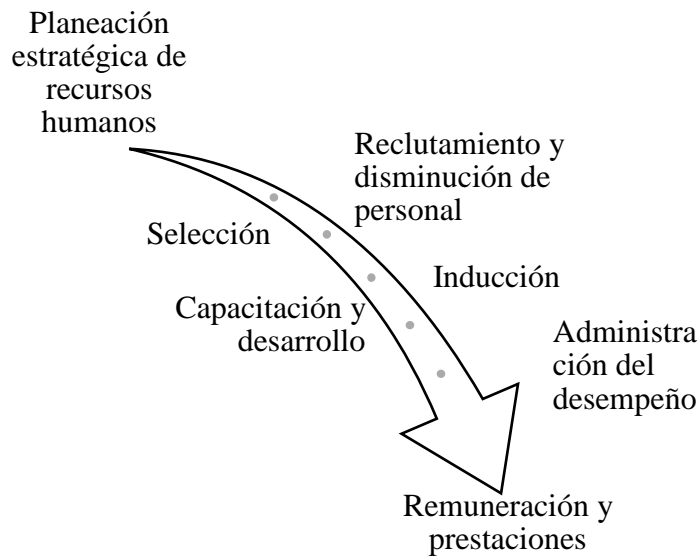 Planeación
estratégica de
recursos
humanos
Reclutamiento y
disminución de
personal
Selección
Inducción
Capacitación y
desarrollo
Administra
ción del
desempeño
Remuneración y
prestaciones